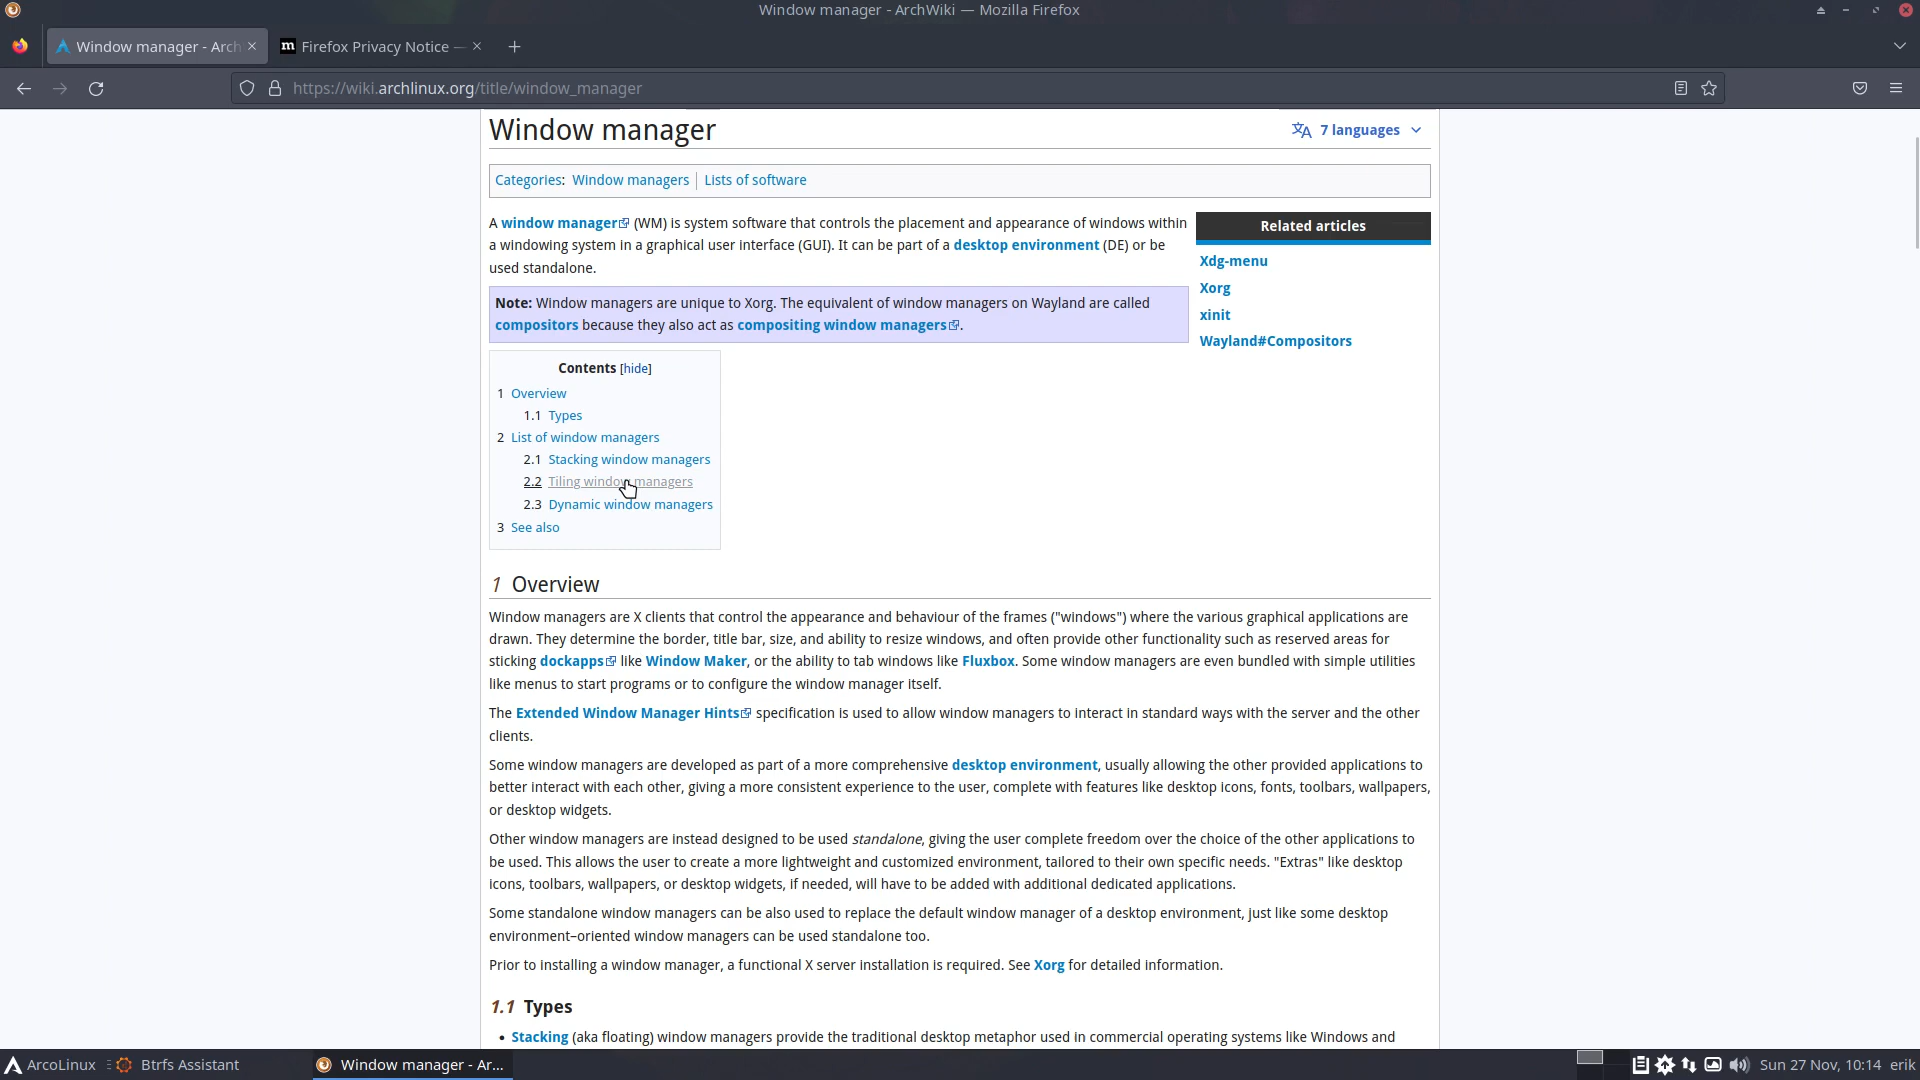 Window manager - ArchWiki — Mozilla Firefox
Window manager - Arch
Firefox Privacy Notice —
https://wiki.archlinux.org/title/window_manager
Window manager
7 languages
Categories: Window managers | Lists of software
A window manager (WM) is system software that controls the placement and appearance of windows within
a windowing system in a graphical user interface (GUI). It can be part of a desktop environment (DE) or be
used standalone.
Related articles
Xdg-menu
Xorg
xinit
Wayland#Compositors
Note: Window managers are unique to Xorg. The equivalent of window managers on Wayland are called
compositors because they also act as compositing window managers.
Contents [hide]
1 Overview
1.1 Types
2 List of window managers
2.1 Stacking window managers
2.2 Tiling window managers
2.3 Dynamic window managers
3 See also
1 Overview
Window managers are X clients that control the appearance and behaviour of the frames ("windows") where the various graphical applications are
drawn. They determine the border, title bar, size, and ability to resize windows, and often provide other functionality such as reserved areas for
sticking dockapps like Window Maker, or the ability to tab windows like Fluxbox. Some window managers are even bundled with simple utilities
like menus to start programs or to configure the window manager itself.
The Extended Window Manager Hints specification is used to allow window managers to interact in standard ways with the server and the other
clients.
Some window managers are developed as part of a more comprehensive desktop environment, usually allowing the other provided applications to
better interact with each other, giving a more consistent experience to the user, complete with features like desktop icons, fonts, toolbars, wallpapers,
or desktop widgets.
Other window managers are instead designed to be used standalone, giving the user complete freedom over the choice of the other applications to
be used. This allows the user to create a more lightweight and customized environment, tailored to their own specific needs. "Extras" like desktop
icons, toolbars, wallpapers, or desktop widgets, if needed, will have to be added with additional dedicated applications.
Some standalone window managers can be also used to replace the default window manager of a desktop environment, just like some desktop
environment–oriented window managers can be used standalone too.
Prior to installing a window manager, a functional X server installation is required. See Xorg for detailed information.
1.1 Types
• Stacking (aka floating) window managers provide the traditional desktop metaphor used in commercial operating systems like Windows and
ArcoLinux
Btrfs Assistant
Window manager - Ar...
Sun 27 Nov, 10:14
erik